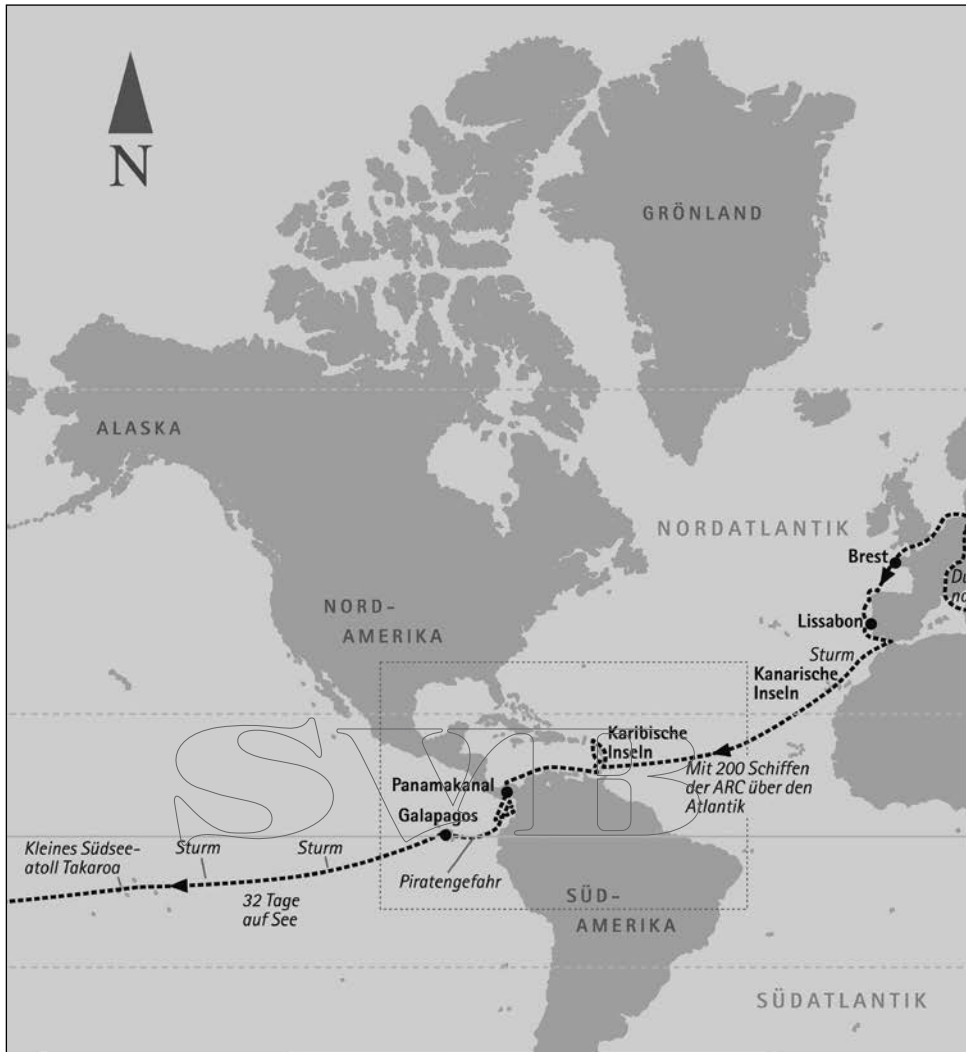 N
GRÖNLAND
ALASKA
NORDATLANTIK
Brest
NORD-
AMERIKA
Lissabon
Sturm
Kanarische
Inseln
Karibische
Inseln
Mit 200 Schiffen
der ARC über den
Atlantik
Panamakanal
Galapagos
Kleines Südsee-
atoll Takaroa
Sturm
Sturm
Piratengefahr
32 Tage
auf See
SÜD-
AMERIKA
SÜDATLANTIK